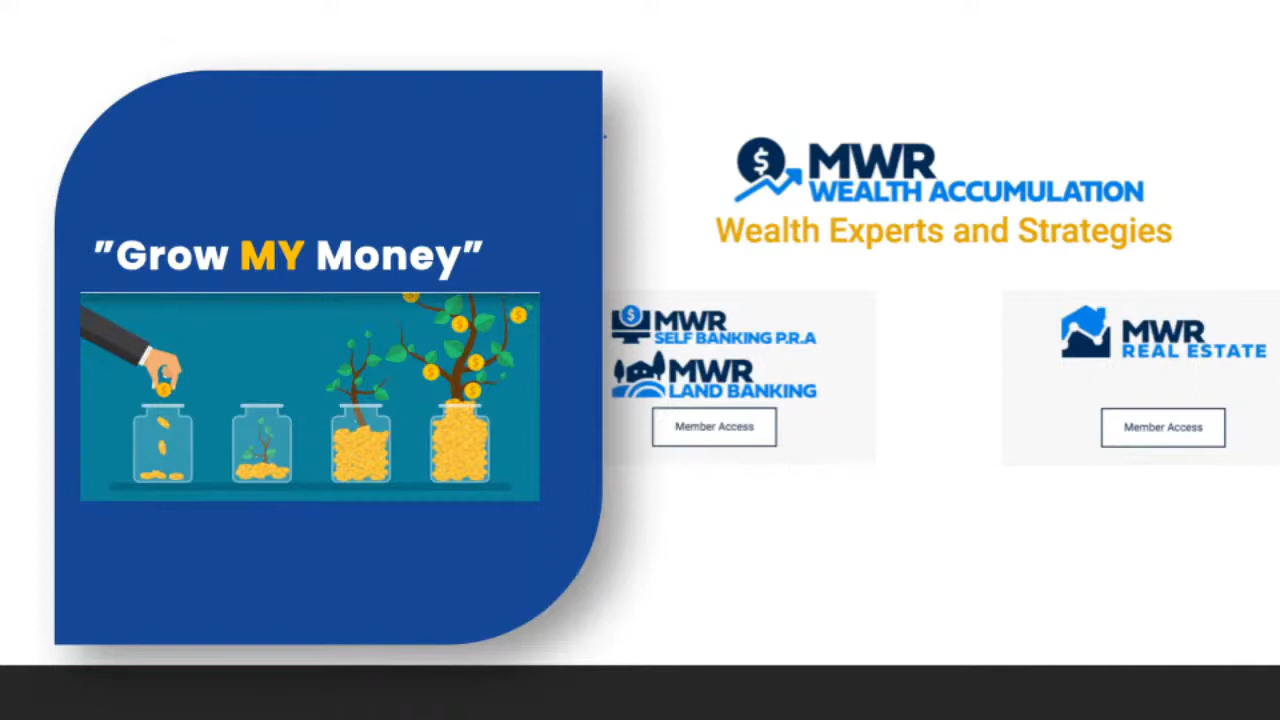 ”Grow MY Money”
MWR
WEALTH ACCUMULATION
Wealth Experts and Strategies
MWR
SELF BANKING P.R.A
MWR
LAND BANKING
Member Access
MWR
REAL ESTATE
Member Access